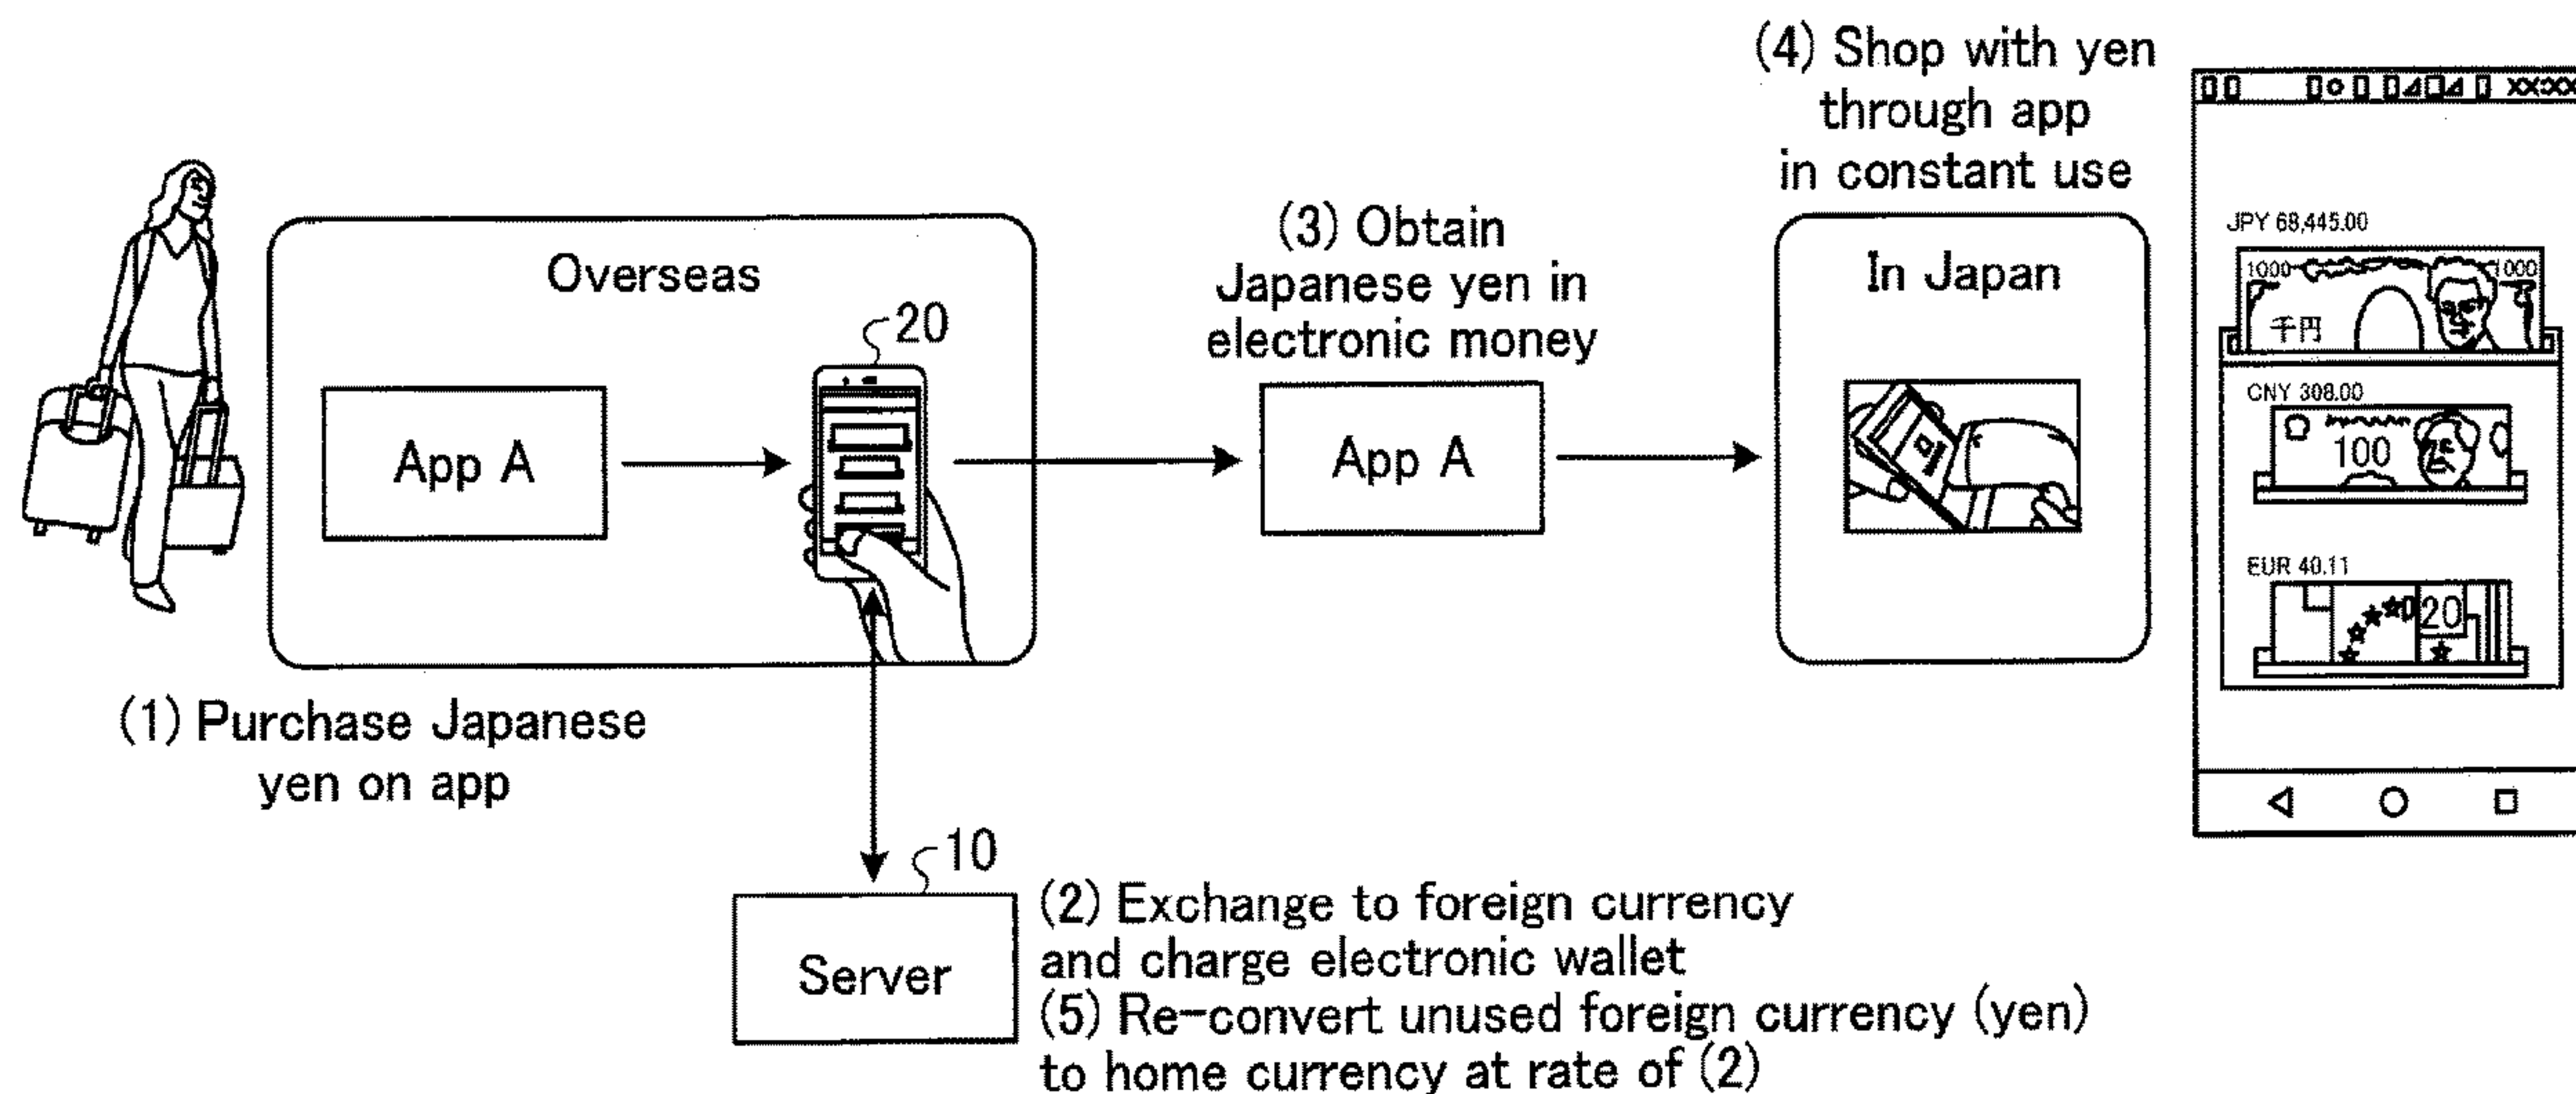 (4) Shop with yen
through app
in constant use
(3) Obtain
Japanese yen in
electronic money
Overseas
20
App A
App A
In Japan
XXXX
JPY 68,445.00
1000
1000
千円
CNY 308.00
100
EUR 40.11
20
(1) Purchase Japanese
yen on app
10
Server
(2) Exchange to foreign currency
and charge electronic wallet
(5) Re-convert unused foreign currency (yen)
to home currency at rate of (2)